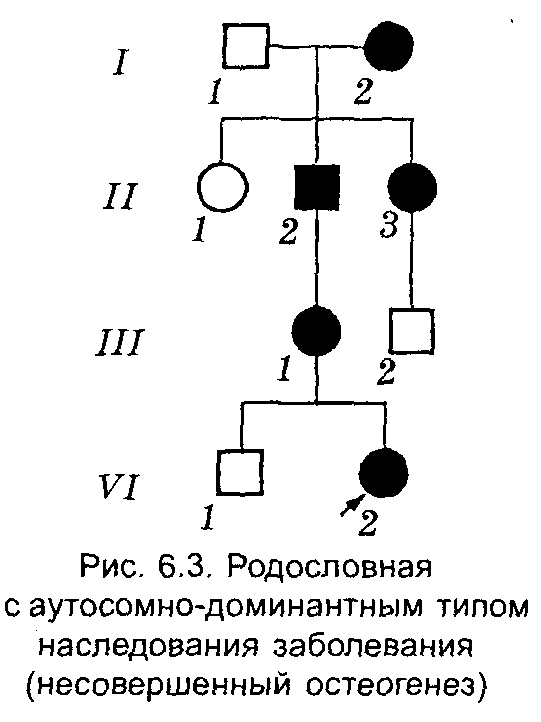 I
1 2
II
1 2 3
III
1 2
VI
1 2
Рис. 6.3. Родословная
с аутосомно-доминантным типом
наследования заболевания
(несовершенный остеогенез)